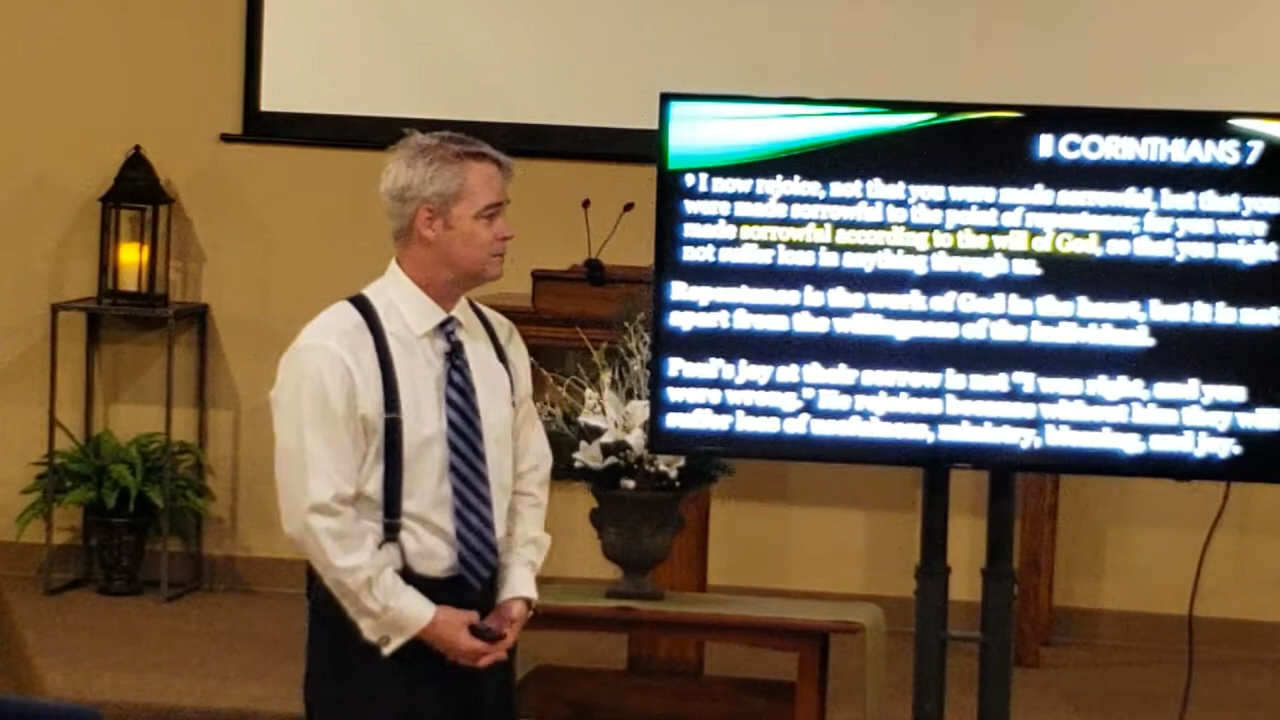 II CORINTHIANS 7
9 I now rejoice, not that you were made sorrowful, but that you
were made sorrowful to the point of repentance; for you were
made sorrowful according to the will of God, so that you might
not suffer loss in anything through us.
Repentance is the work of God in the heart, but it is not
apart from the willingness of the individual.
Paul's joy at their sorrow is not "I was right, and you
were wrong." He rejoices because without him they will
suffer loss of usefulness, ministry, blessing, and joy.